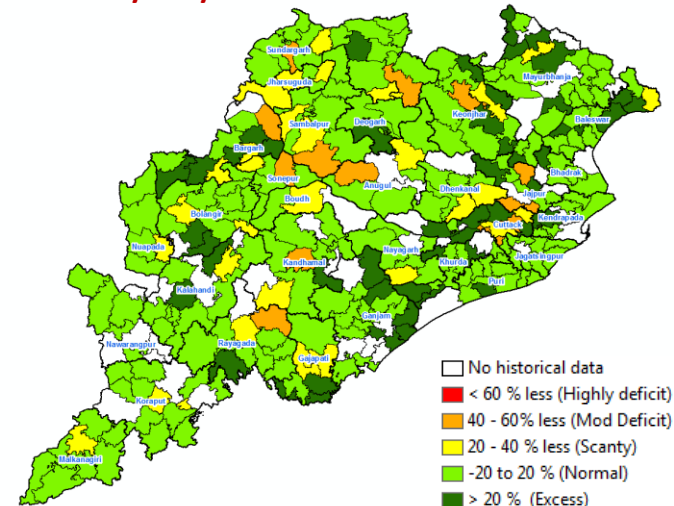 Sundargarh
Jharsuguda
Mayurbhanja
Sambalpur
Deogarh
Keonjhar
Baleswar
Bargarh
Sonepur
Anugul
Bhadrak
Boudh
Dhenkanal
Jajpur
Bolangir
Cuttack
Kendrapada
Nuapada
Nayagarh
Khurda
Jagatsingpur
Kandhamal
Puri
Kalahandi
Ganjam
Nawarangpur
Rayagada
Gajapati
Koraput
Malkanagiri
No historical data
< 60 % less (Highly deficit)
40 - 60% less (Mod Deficit)
20 - 40 % less (Scanty)
-20 to 20 % (Normal)
> 20 % (Excess)